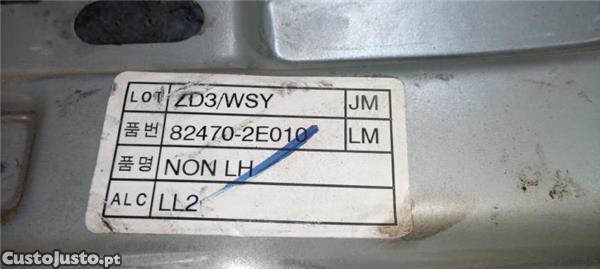 LOT ZD3/WSY JM
품번 82470-2E010 LM
품명 NON LH
ALC LL2
CustoJusto.pt